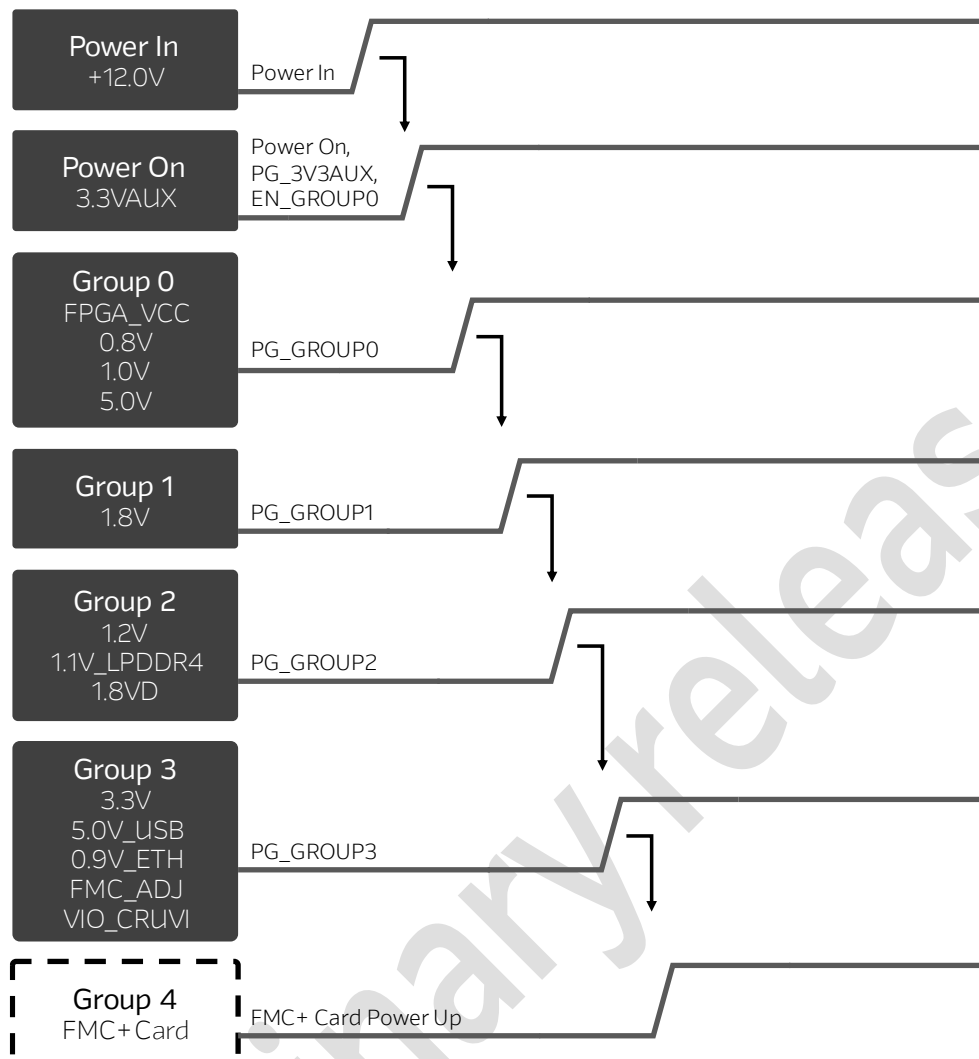 Power In
+12.0V
Power In
Power On
3.3VAUX
Power On,
PG_3V3AUX,
EN_GROUP0
Group 0
FPGA_VCC
0.8V
1.0V
5.0V
PG_GROUP0
Group 1
1.8V
PG_GROUP1
Group 2
1.2V
1.1V_LPDDR4
1.8VD
PG_GROUP2
Group 3
3.3V
5.0V_USB
0.9V_ETH
FMC_ADJ
VIO_CRUVI
PG_GROUP3
Group 4
FMC+ Card
FMC+ Card Power Up
inary releas